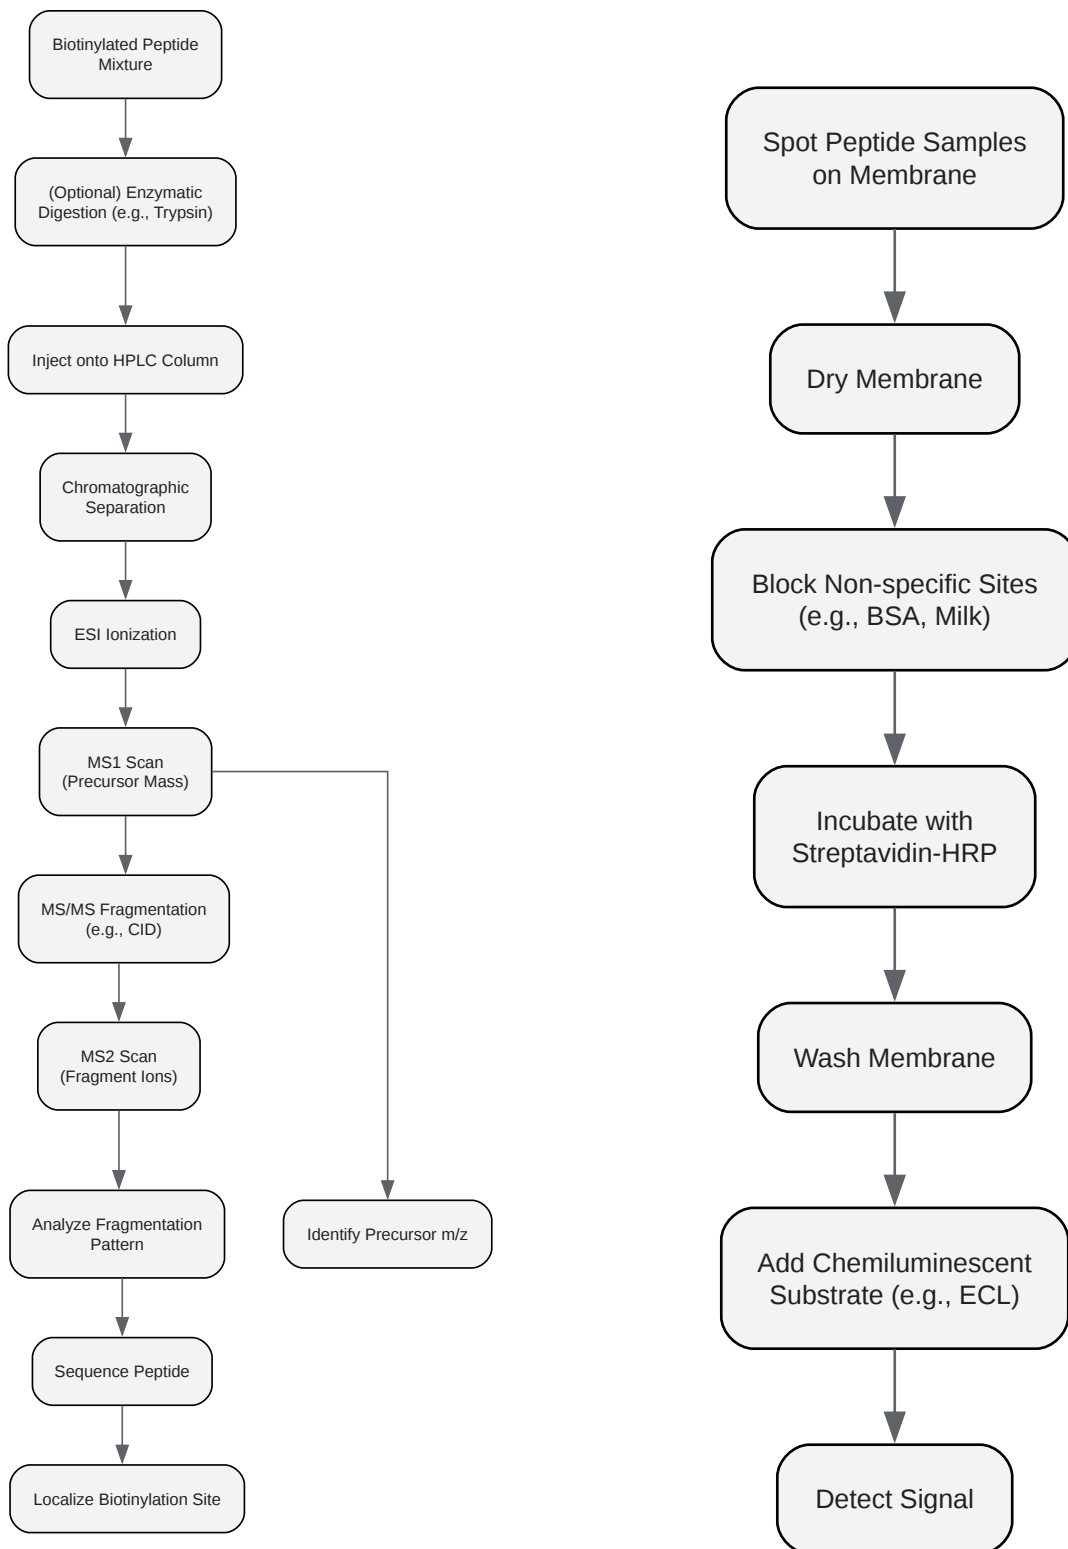 Biotinylated Peptide
Mixture
(Optional) Enzymatic
Digestion (e.g., Trypsin)
Inject onto HPLC Column
Chromatographic
Separation
ESI Ionization
MS1 Scan
(Precursor Mass)
MS/MS Fragmentation
(e.g., CID)
MS2 Scan
(Fragment Ions)
Analyze Fragmentation
Pattern
Identify Precursor m/z
Sequence Peptide
Localize Biotinylation Site
Spot Peptide Samples
on Membrane
Dry Membrane
Block Non-specific Sites
(e.g., BSA, Milk)
Incubate with
Streptavidin-HRP
Wash Membrane
Add Chemiluminescent
Substrate (e.g., ECL)
Detect Signal